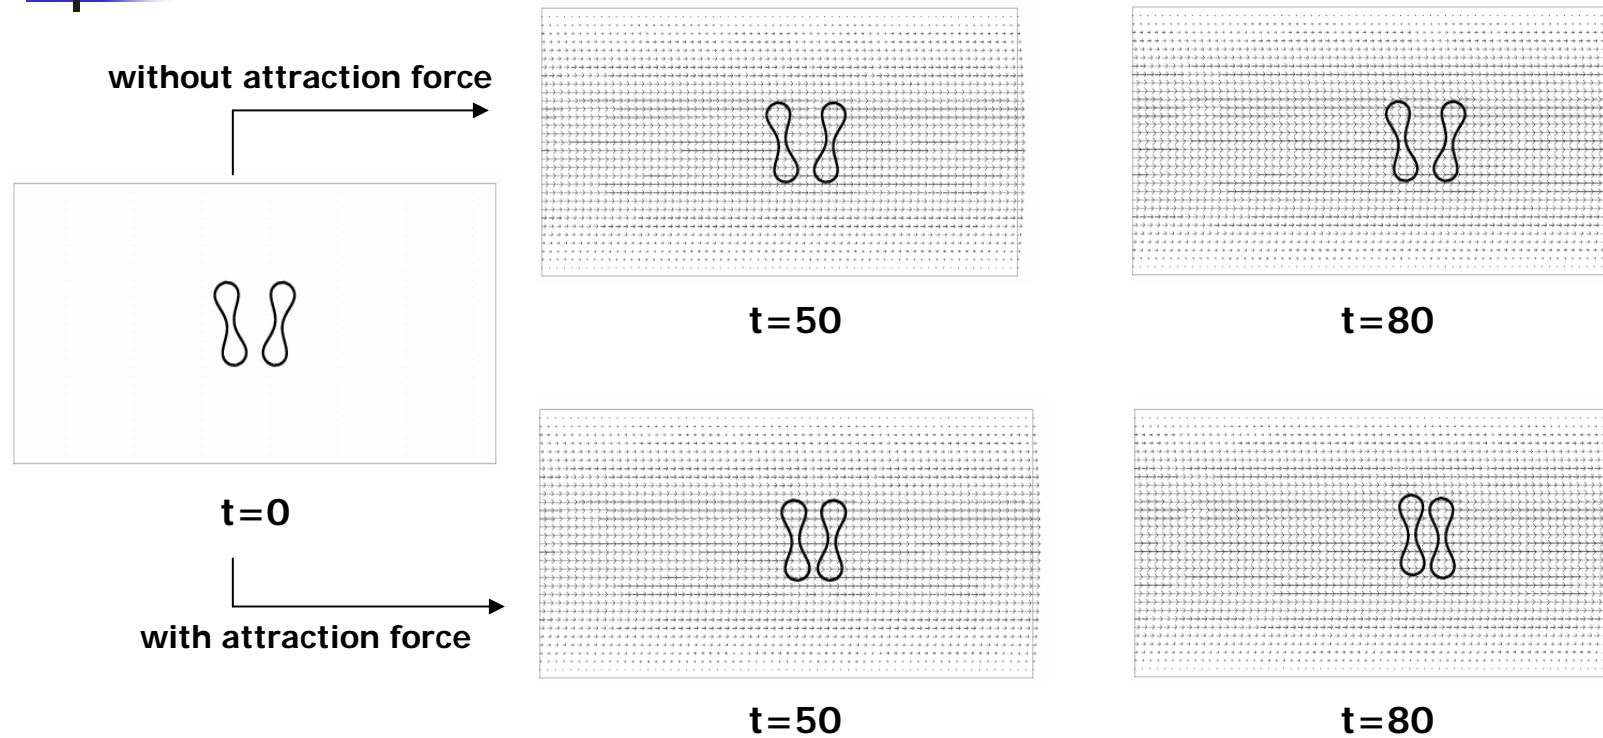 without attraction force
t=50
t=80
t=0
with attraction force
t=50
t=80